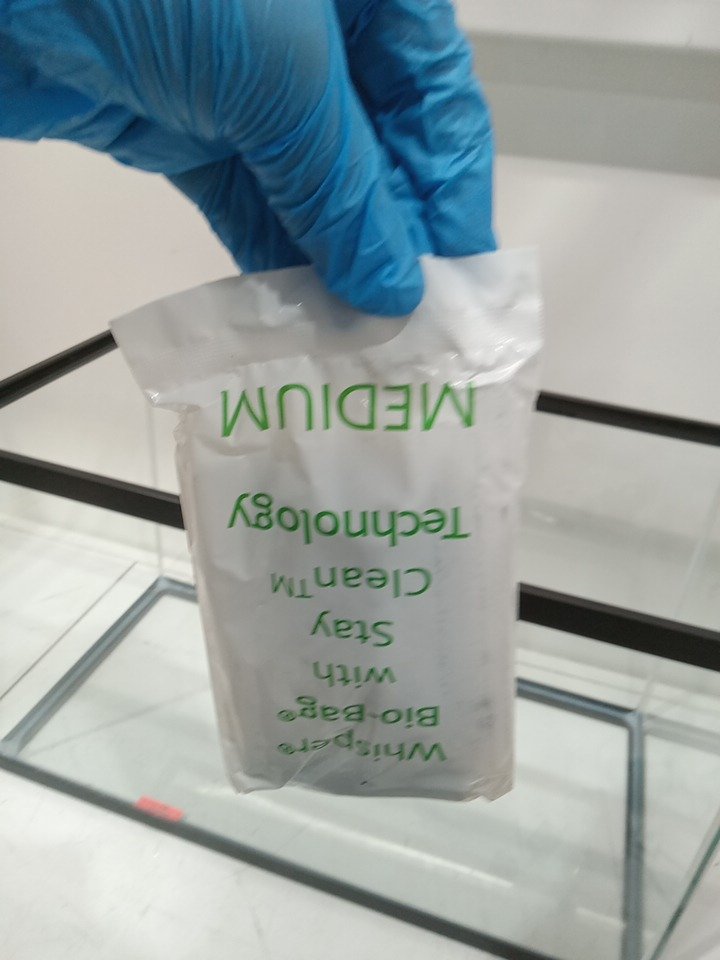 Whisper®
Bio-Bag®
with
Stay
Clean™
Technology
MEDIUM